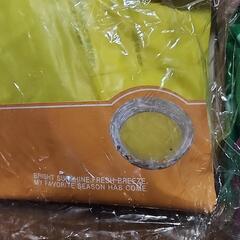 BRIGHT SUNSHINE FRESH BREEZE
MY FAVORITE SEASON HAS COME